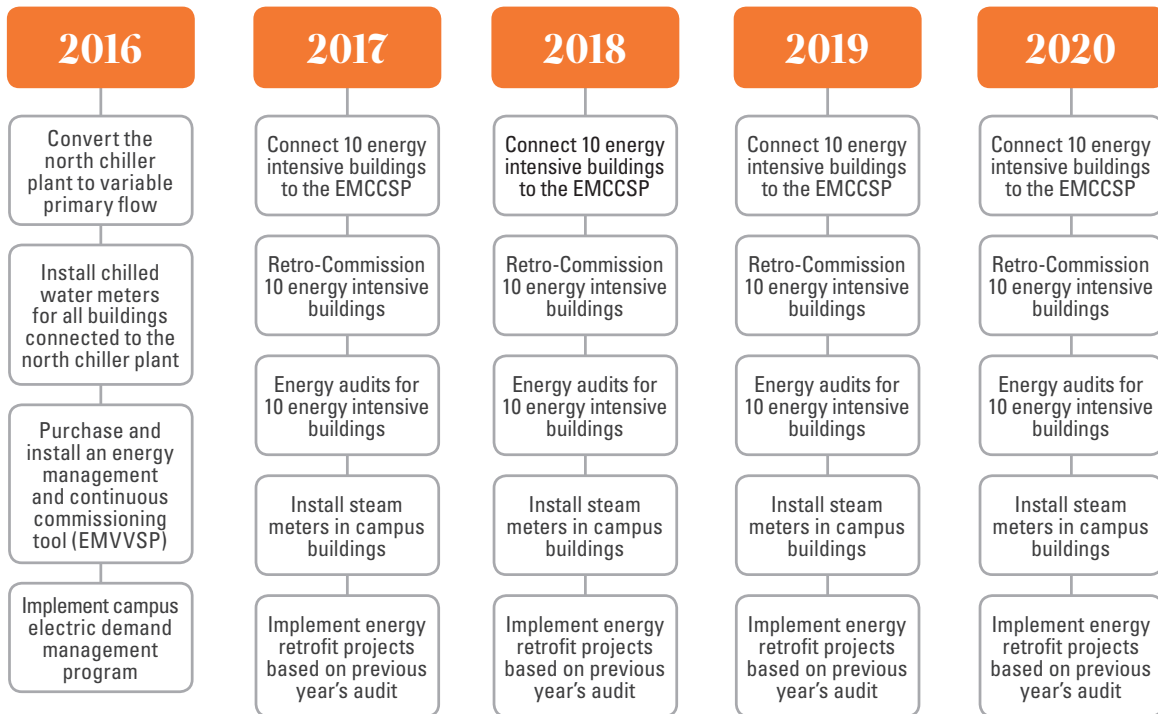 2016
Convert the
north chiller
plant to variable
primary flow
Install chilled
water meters
for all buildings
connected to the
north chiller plant
Purchase and
install an energy
management
and continuous
commissioning
tool (EMVVSP)
Implement campus
electric demand
management
program
2017
Connect 10 energy
intensive buildings
to the EMCCSP
Retro-Commission
10 energy intensive
buildings
Energy audits for
10 energy intensive
buildings
Install steam
meters in campus
buildings
Implement energy
retrofit projects
based on previous
year's audit
2018
Connect 10 energy
intensive buildings
to the EMCCSP
Retro-Commission
10 energy intensive
buildings
Energy audits for
10 energy intensive
buildings
Install steam
meters in campus
buildings
Implement energy
retrofit projects
based on previous
year's audit
2019
Connect 10 energy
intensive buildings
to the EMCCSP
Retro-Commission
10 energy intensive
buildings
Energy audits for
10 energy intensive
buildings
Install steam
meters in campus
buildings
Implement energy
retrofit projects
based on previous
year's audit
2020
Connect 10 energy
intensive buildings
to the EMCCSP
Retro-Commission
10 energy intensive
buildings
Energy audits for
10 energy intensive
buildings
Install steam
meters in campus
buildings
Implement energy
retrofit projects
based on previous
year's audit